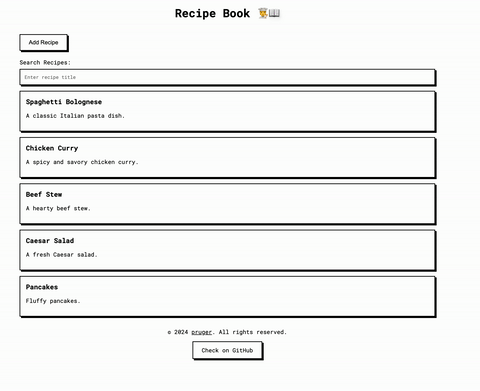 Recipe Book 👨‍🍳📖
Add Recipe
Search Recipes:
Enter recipe title
Spaghetti Bolognese
A classic Italian pasta dish.
Chicken Curry
A spicy and savory chicken curry.
Beef Stew
A hearty beef stew.
Caesar Salad
A fresh Caesar salad.
Pancakes
Fluffy pancakes.
© 2024 pruger. All rights reserved.
Check on GitHub